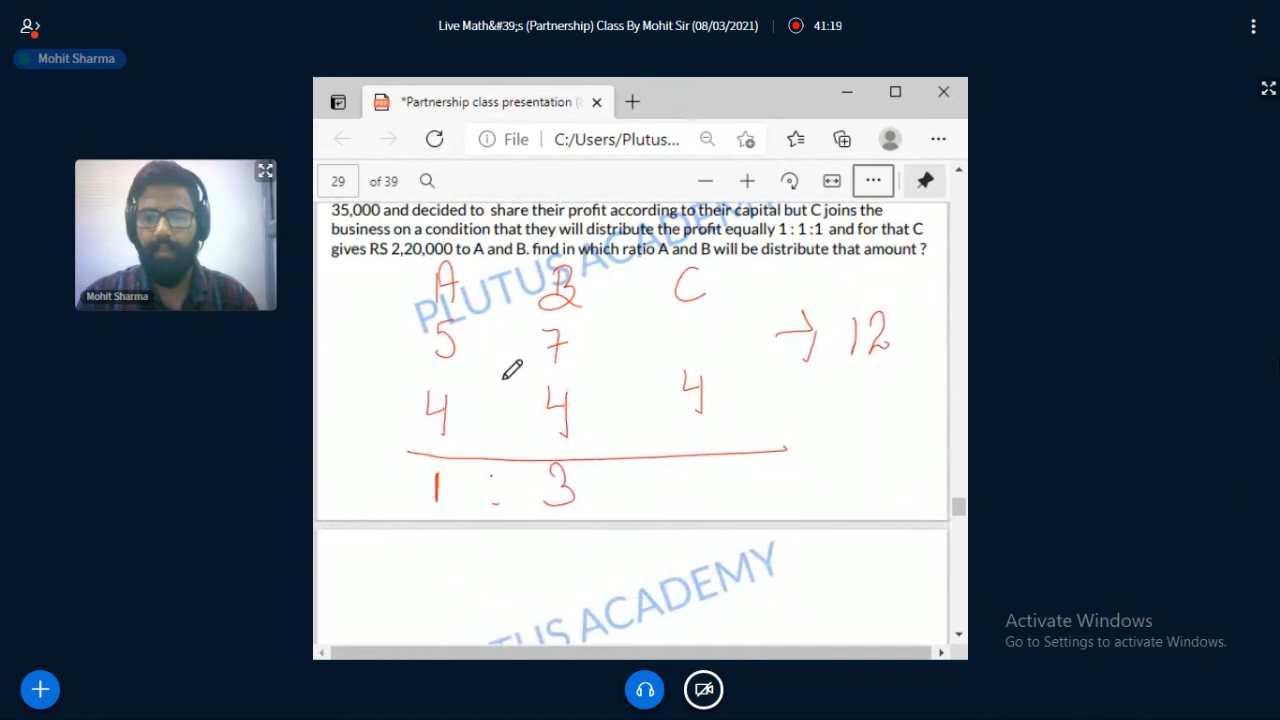 Live Math&#39;s (Partnership) Class By Mohit Sir (08/03/2021)
41:19
Mohit Sharma
*Partnership class presentation (
File
C:/Users/Plutus...
29 of 39
35,000 and decided to share their profit according to their capital but C joins the
business on a condition that they will distribute the profit equally 1 : 1 :1 and for that C
gives RS 2,20,000 to A and B. find in which ratio A and B will be distribute that amount ?
PLUTUS ACADEMY
A B C
5 7 → 12
4 4 4
1 : 3
PLUTUS ACADEMY
Mohit Sharma
Activate Windows
Go to Settings to activate Windows.